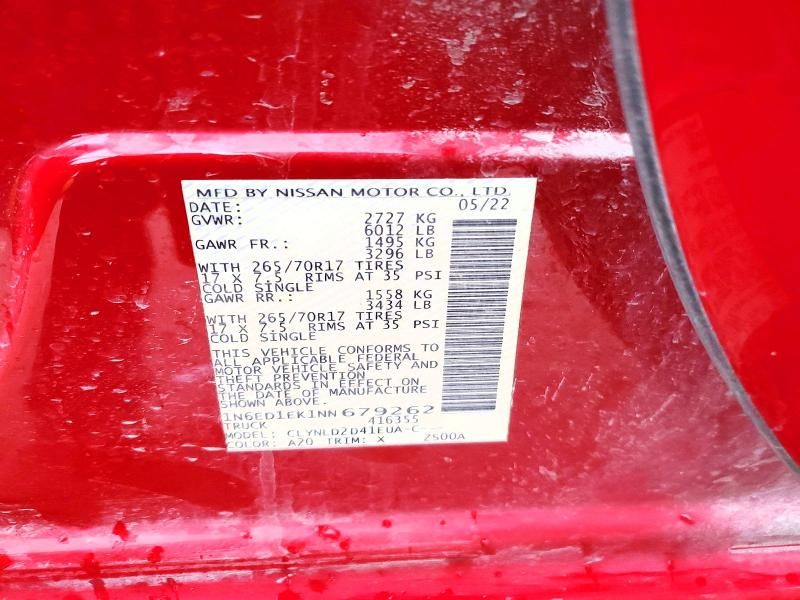 MFD BY NISSAN MOTOR CO., LTD.
DATE: 05/22
GVWR: 2727 KG
6012 LB
GAWR FR.: 1495 KG
3296 LB
WITH 265/70R17 TIRES
17 X 7.5 RIMS AT 35 PSI
COLD SINGLE
GAWR RR.: 1558 KG
3434 LB
WITH 265/70R17 TIRES
17 X 7.5 RIMS AT 35 PSI
COLD SINGLE
THIS VEHICLE CONFORMS TO
ALL APPLICABLE FEDERAL
MOTOR VEHICLE SAFETY AND
THEFT PREVENTION
STANDARDS IN EFFECT ON
THE DATE OF MANUFACTURE
SHOWN ABOVE.
1N6ED1EK1NN679262
TRUCK 416355
MODEL: CLYNLD2D41EUA-C---
COLOR: A20 TRIM: X 2S00A